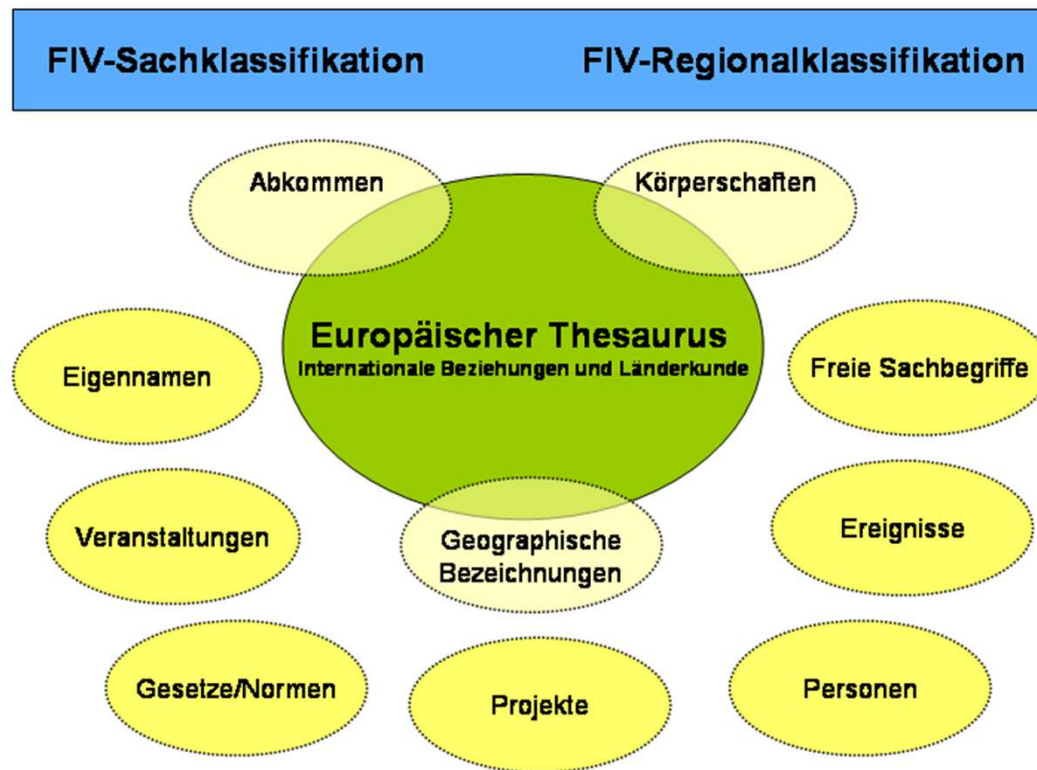 FIV-Sachklassifikation
FIV-Regionalklassifikation
Abkommen
Körperschaften
Europäischer Thesaurus
Internationale Beziehungen und Länderkunde
Eigennamen
Freie Sachbegriffe
Veranstaltungen
Geographische
Bezeichnungen
Ereignisse
Gesetze/Normen
Projekte
Personen